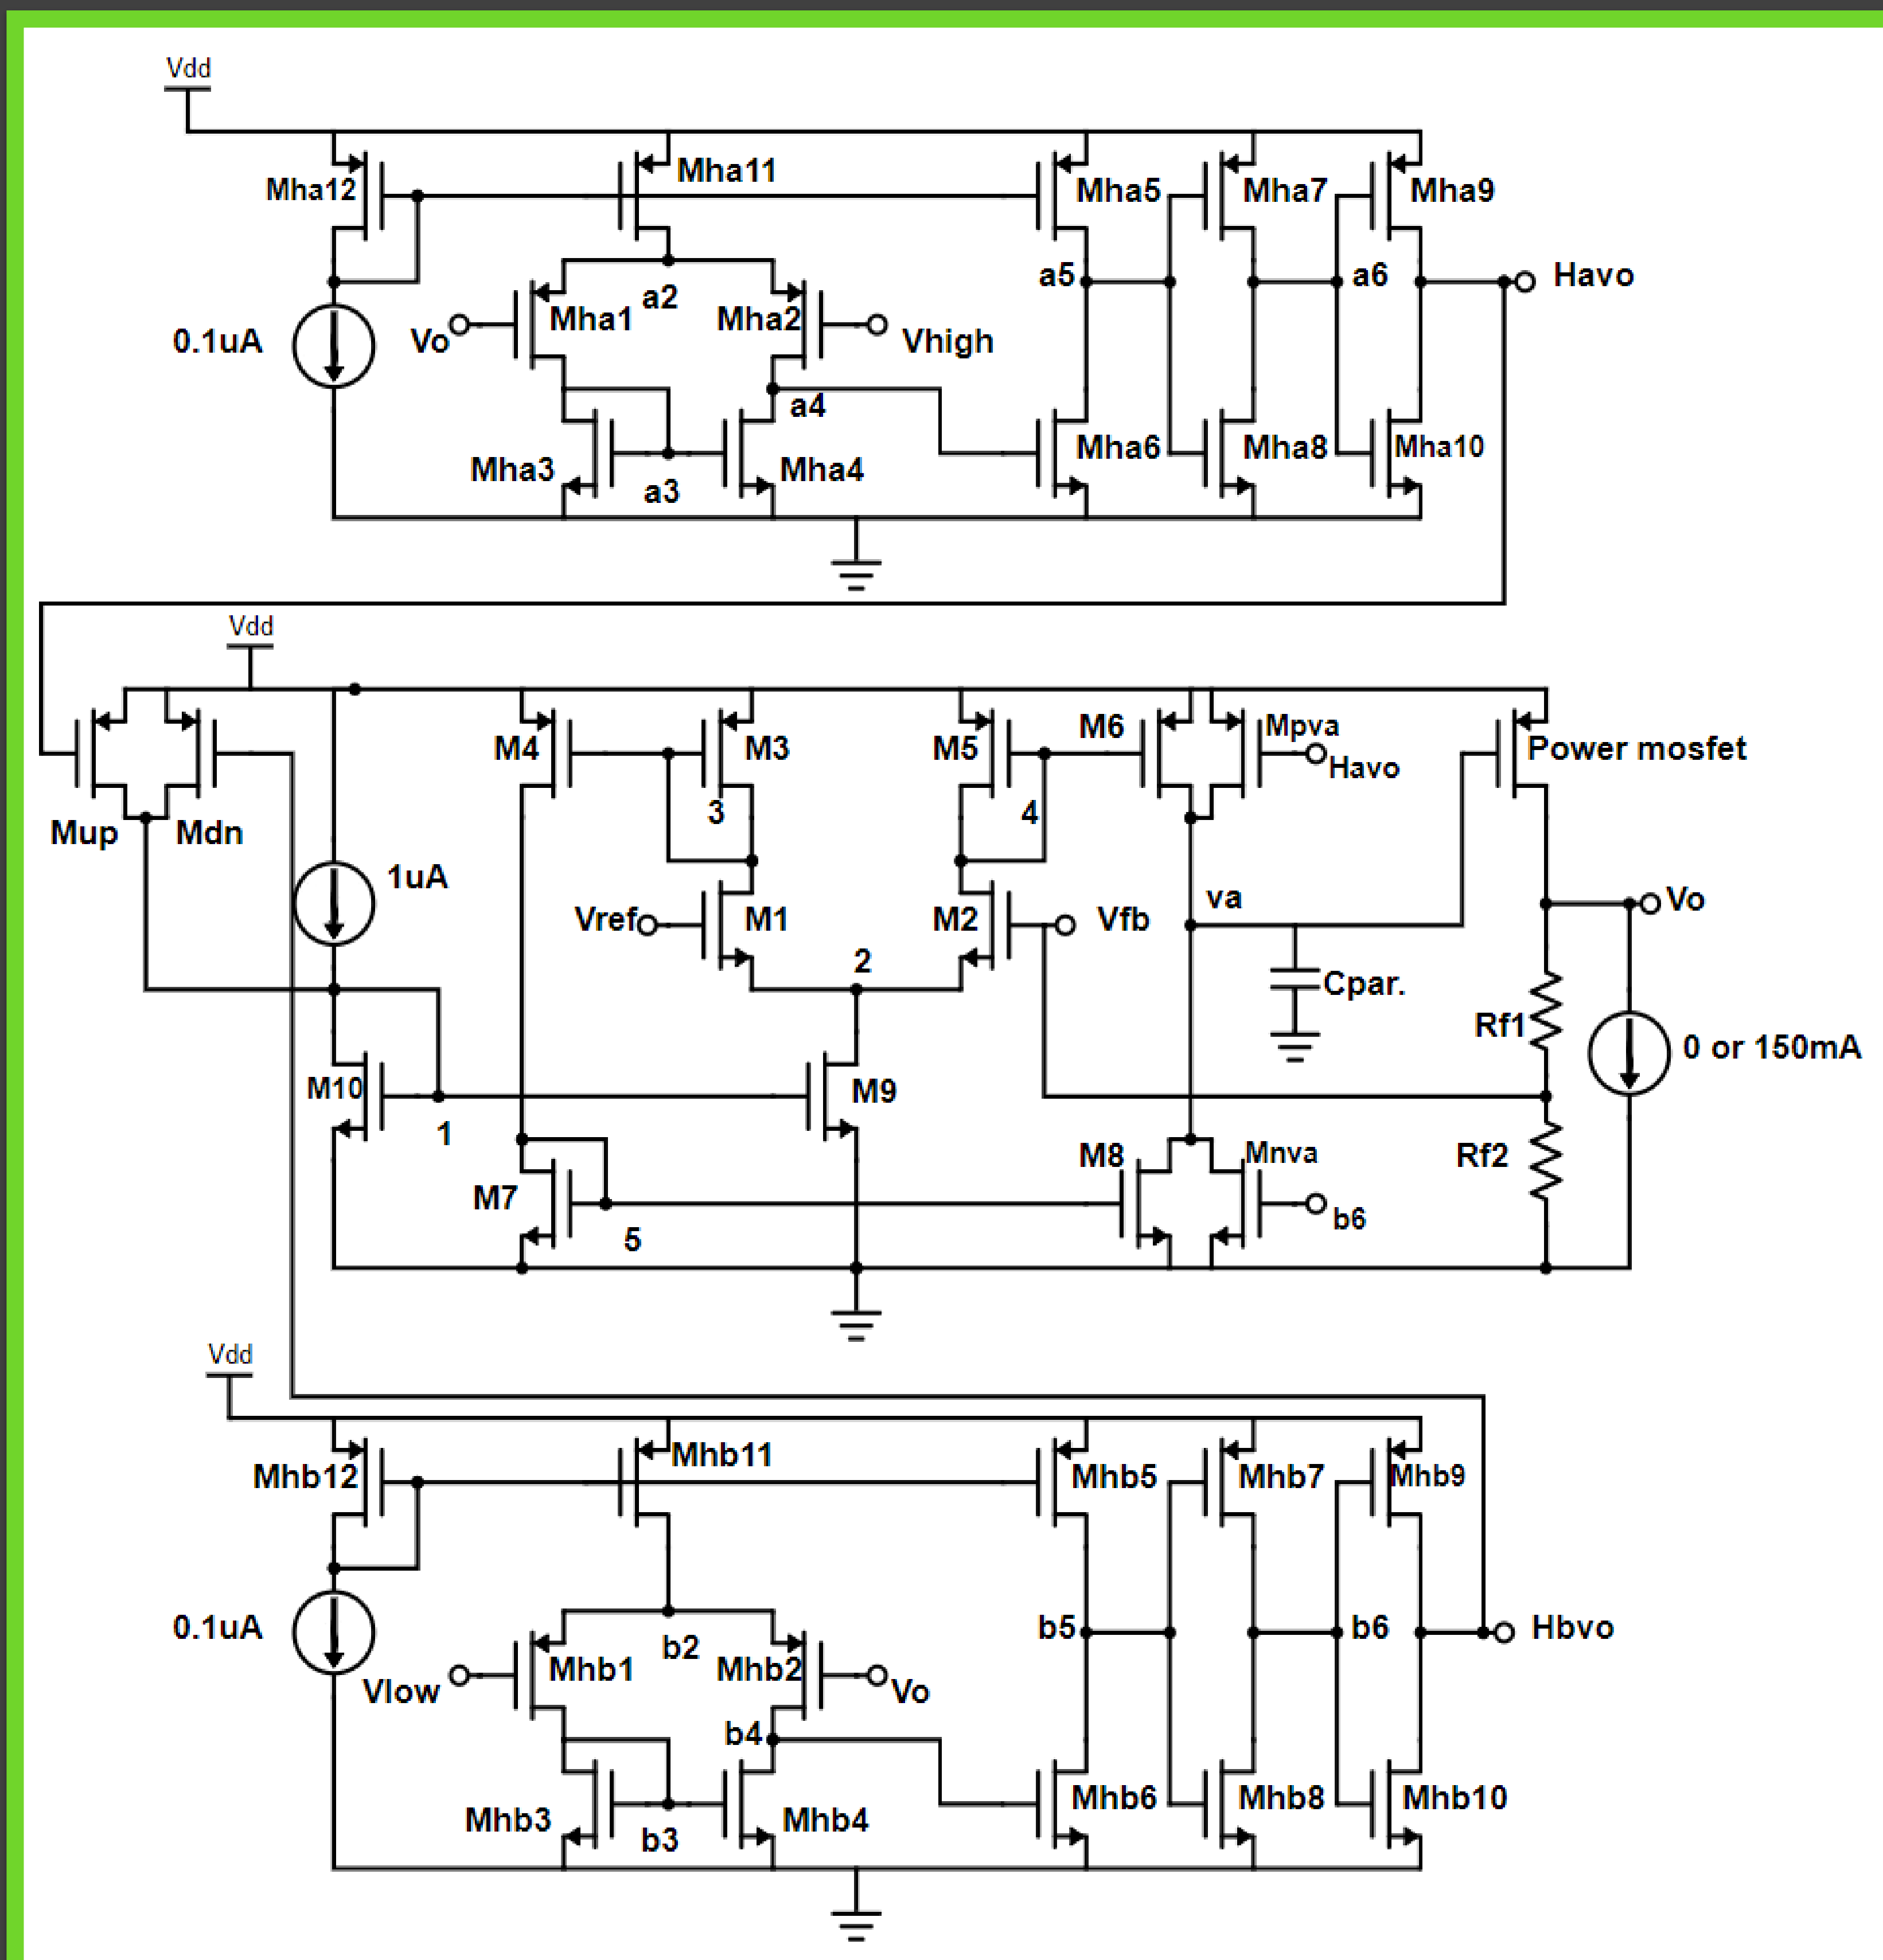 Vdd
Mha12
Mha11
Mha5
Mha7
Mha9
a5
a6
Havo
a2
Mha1
Mha2
0.1uA
Vo
Vhigh
a4
Mha6
Mha8
Mha10
Mha3
Mha4
a3
Vdd
M4
M3
M5
M6
Mpva
Power mosfet
Havo
3
4
Mup
Mdn
1uA
va
Vo
Vref
M1
M2
Vfb
2
Cpar.
Rf1
0 or 150mA
M10
M9
1
M8
Mnva
Rf2
M7
b6
5
Vdd
Mhb12
Mhb11
Mhb5
Mhb7
Mhb9
0.1uA
b5
b6
Hbvo
b2
Mhb1
Mhb2
Vlow
Vo
b4
Mhb3
Mhb4
Mhb6
Mhb8
Mhb10
b3